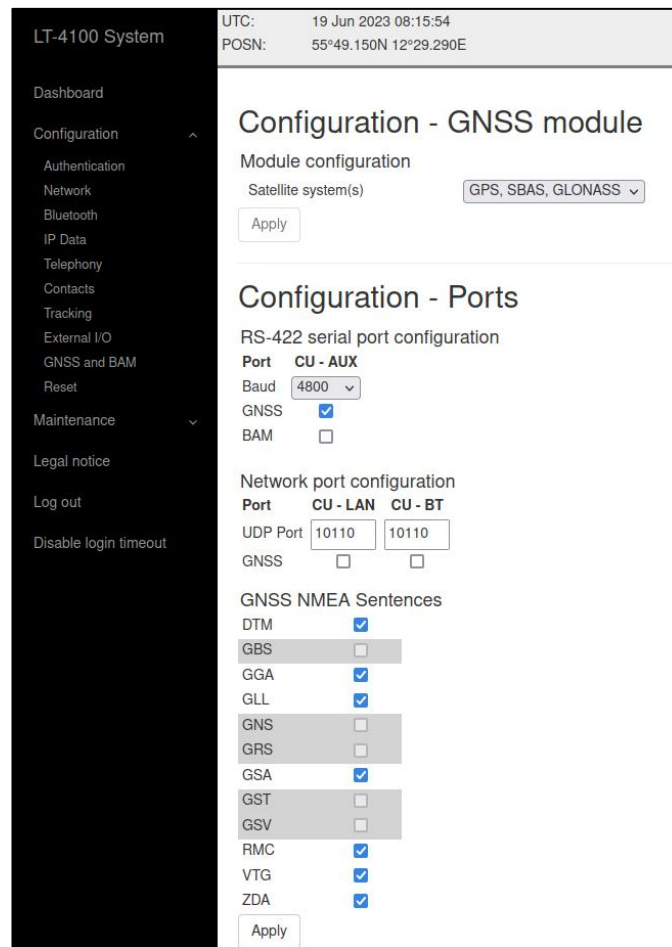 LT-4100 System
UTC: 19 Jun 2023 08:15:54
POSN: 55°49.150N 12°29.290E
Dashboard
Configuration
Authentication
Network
Bluetooth
IP Data
Telephony
Contacts
Tracking
External I/O
GNSS and BAM
Reset
Maintenance
Legal notice
Log out
Disable login timeout
Configuration - GNSS module
Module configuration
Satellite system(s) GPS, SBAS, GLONASS
Apply
Configuration - Ports
RS-422 serial port configuration
Port CU - AUX
Baud 4800
GNSS
BAM
Network port configuration
Port CU - LAN CU - BT
UDP Port 10110 10110
GNSS
GNSS NMEA Sentences
DTM
GBS
GGA
GLL
GNS
GRS
GSA
GST
GSV
RMC
VTG
ZDA
Apply